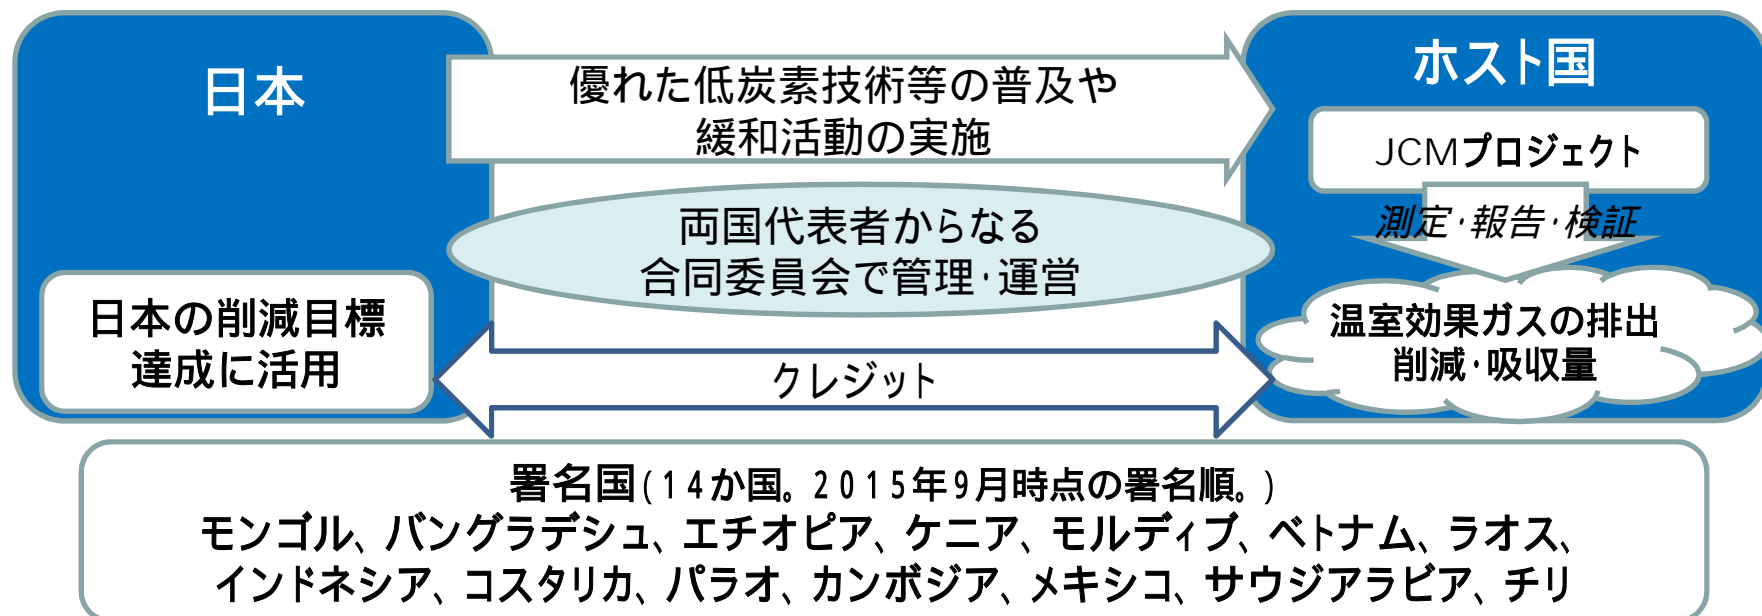 日本
優れた低炭素技術等の普及や
緩和活動の実施
ホスト国
JCMプロジェクト
測定・報告・検証
両国代表者からなる
合同委員会で管理・運営
日本の削減目標
達成に活用
クレジット
温室効果ガスの排出
削減・吸収量
署名国(14か国。2015年9月時点の署名順。)
モンゴル、バングラデシュ、エチオピア、ケニア、モルディブ、ベトナム、ラオス、
インドネシア、コスタリカ、パラオ、カンボジア、メキシコ、サウジアラビア、チリ